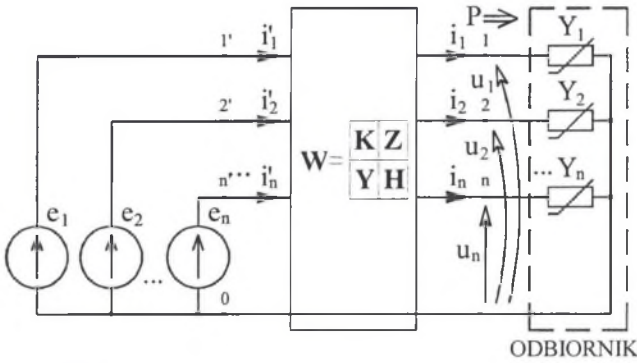 P ⇒
1' i'₁ i₁ 1 Y₁
u₁
2' i'₂ i₂ 2 Y₂
W= K Z Y H
u₂
n'... i'ₙ iₙ n ... Yₙ
e₁ e₂ ... eₙ
uₙ
0
ODBIORNIK